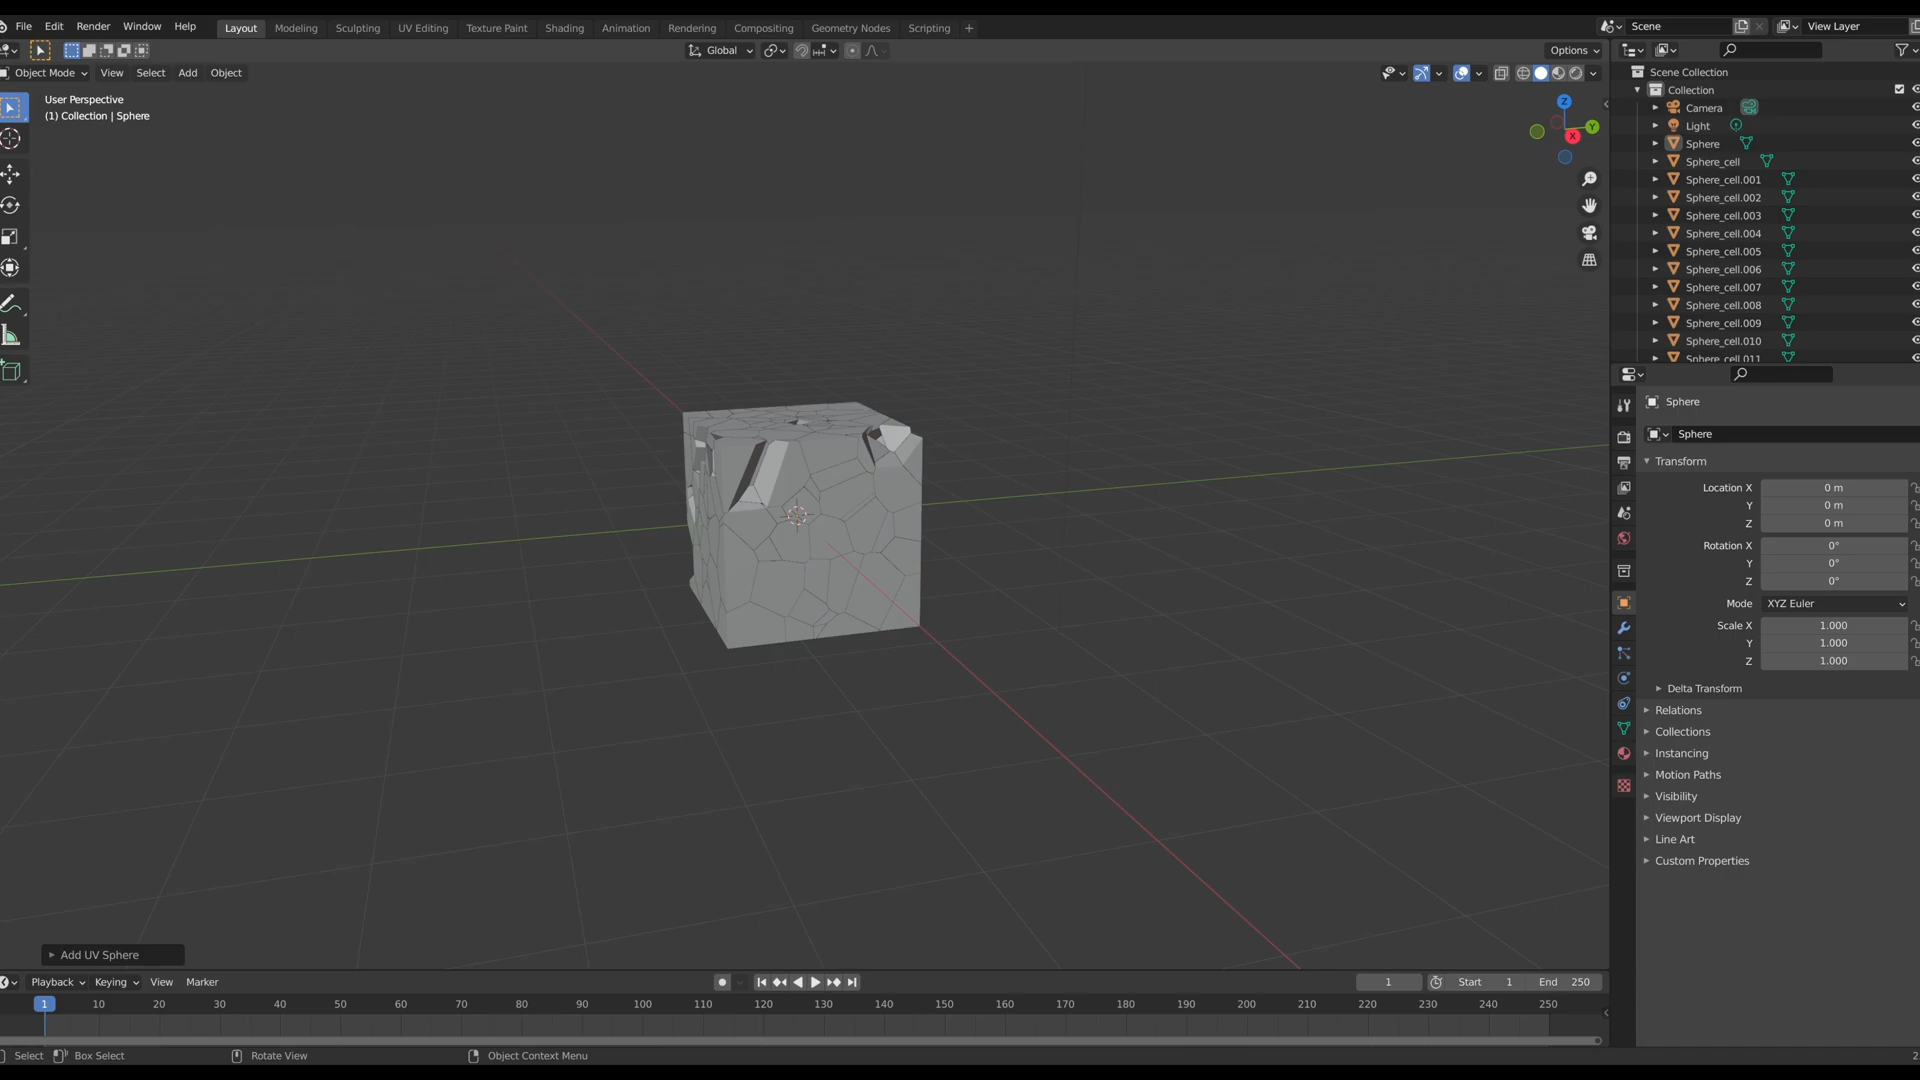 File Edit Render Window Help Layout Modeling Sculpting UV Editing Texture Paint Shading Animation Rendering Compositing Geometry Nodes Scripting + Scene View Layer
Global Options
Object Mode View Select Add Object
User Perspective
(1) Collection | Sphere
Z
Y
X
Scene Collection
Collection
Camera
Light
Sphere
Sphere_cell
Sphere_cell.001
Sphere_cell.002
Sphere_cell.003
Sphere_cell.004
Sphere_cell.005
Sphere_cell.006
Sphere_cell.007
Sphere_cell.008
Sphere_cell.009
Sphere_cell.010
Sphere_cell.011
Sphere
Sphere
Transform
Location X 0 m
Y 0 m
Z 0 m
Rotation X 0°
Y 0°
Z 0°
Mode XYZ Euler
Scale X 1.000
Y 1.000
Z 1.000
Delta Transform
Relations
Collections
Instancing
Motion Paths
Visibility
Viewport Display
Line Art
Custom Properties
Add UV Sphere
Playback Keying View Marker 1 Start 1 End 250
1 10 20 30 40 50 60 70 80 90 100 110 120 130 140 150 160 170 180 190 200 210 220 230 240 250
Select Box Select Rotate View Object Context Menu